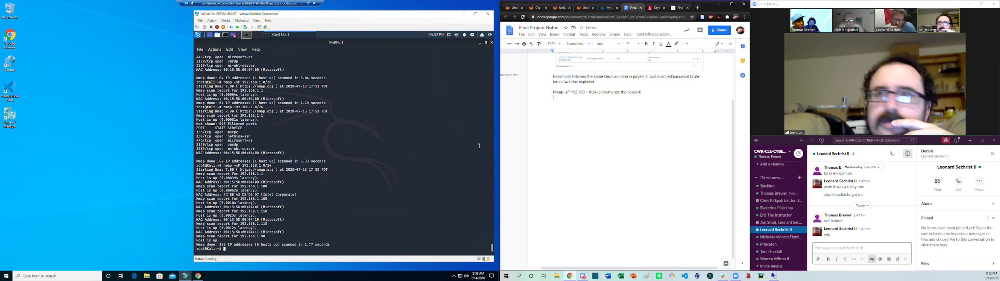 ml-lab-dede4cab-a5fe-42ea-a290-b91499d9b336.eastus2.cloudapp.a...
Recycle Bin
Google Chrome
Kibana
Visual Studio Code
Hyper-V Manager
Kali on ML-REFVM-684427 - Virtual Machine Connection
File Action Media Clipboard View Help
Shell No. 1
05:52 PM
Shell No. 1
File Actions Edit View Help
445/tcp open microsoft-ds
2179/tcp open vmrdp
3389/tcp open ms-wbt-server
MAC Address: 00:15:5D:00:04:0D (Microsoft)
Nmap done: 64 IP addresses (1 host up) scanned in 6.04 seconds
root@Kali:~# nmap -sP 192.168.1.0/26
Starting Nmap 7.80 ( https://nmap.org ) at 2020-07-13 17:51 PDT
Nmap scan report for 192.168.1.1
Host is up (0.00064s latency).
MAC Address: 00:15:5D:00:04:0D (Microsoft)
Nmap done: 64 IP addresses (1 host up) scanned in 1.29 seconds
root@Kali:~# nmap 192.168.1.0/26
Starting Nmap 7.80 ( https://nmap.org ) at 2020-07-13 17:51 PDT
Nmap scan report for 192.168.1.1
Host is up (0.00051s latency).
Not shown: 995 filtered ports
PORT STATE SERVICE
135/tcp open msrpc
139/tcp open netbios-ssn
445/tcp open microsoft-ds
2179/tcp open vmrdp
3389/tcp open ms-wbt-server
MAC Address: 00:15:5D:00:04:0D (Microsoft)
Nmap done: 64 IP addresses (1 host up) scanned in 6.33 seconds
root@Kali:~# nmap -sP 192.168.1.0/24
Starting Nmap 7.80 ( https://nmap.org ) at 2020-07-13 17:52 PDT
Nmap scan report for 192.168.1.1
Host is up (0.00039s latency).
MAC Address: 00:15:5D:00:04:0D (Microsoft)
Nmap scan report for 192.168.1.100
Host is up (0.00062s latency).
MAC Address: 4C:EB:42:D2:D5:D7 (Intel Corporate)
Nmap scan report for 192.168.1.105
Host is up (0.0010s latency).
MAC Address: 00:15:5D:00:04:0F (Microsoft)
Nmap scan report for 192.168.1.110
Host is up (0.0023s latency).
MAC Address: 00:15:5D:00:04:10 (Microsoft)
Nmap scan report for 192.168.1.115
Host is up (0.0012s latency).
MAC Address: 00:15:5D:00:04:11 (Microsoft)
Nmap scan report for 192.168.1.90
Host is up.
Nmap done: 256 IP addresses (6 hosts up) scanned in 1.77 seconds
root@Kali:~#
Status: Running
Type here to search
12:52 AM
7/14/2020
Unit CW- Unit Unit My v Final Keyl Find
docs.google.com/document/d/1IzIn3muEnXXc8TSjaKwHFgoCNnmCVwNos2Ap6IYApd4/edit
Final Project Notes Saving...
File Edit View Insert Format Tools Add-ons Zotero Help Last edit was secon...
Share
100% Normal text Arial 11
1 1 2 3 4 5 6 7
CPU Usage Monitor OK a few seconds ago
Rows per page: 10
ocument will
Essentially followed the same steps as done in project 2: port scanned/password brute
forced/webdav exploited
Nmap -sP 192.168.1.0/24 to enumerate the network
Zoom Meeting
Thomas Brewer Chris Kirkpatrick Leonard Sechrist jon_stout
jon_stout
Search CWR-CLE-CYBER-PT-01-2020-U-C
CWR-CLE-CYBE...
Thomas Brewer
+ Add a channel
Direct mess...
Slackbot
Thomas Brewer (you)
3 Chris Kirkpatrick, Jon S...
Ekaterina Palatkina
Eric The Instructor
3 Jon Stout, Leonard Sec...
Leonard Sechrist II
Nicholas Vincent Flemi...
Princeton
Tom Horsfall
Warren Wilson II
+ Invite people
Leonard Sechrist II
Thomas B
Wednesday, July 8th
bs in my opinion
Leonard Sechrist II 7:47 PM
yeah it was a tricky one
stupid padlocks got me
Today
Thomas Brewer 8:47 PM
oof baboof
Leonard Sechrist II 8:47 PM
yep
Message Leonard Sechrist II
Details
Leonard Sechrist II
Leonard Sechrist II
Find Call More
About
Pinned 0
No items have been pinned yet! Open the
context menu on important messages or
files and choose Pin to this conversation to
stick them here.
Files
8:52 PM
7/13/2020